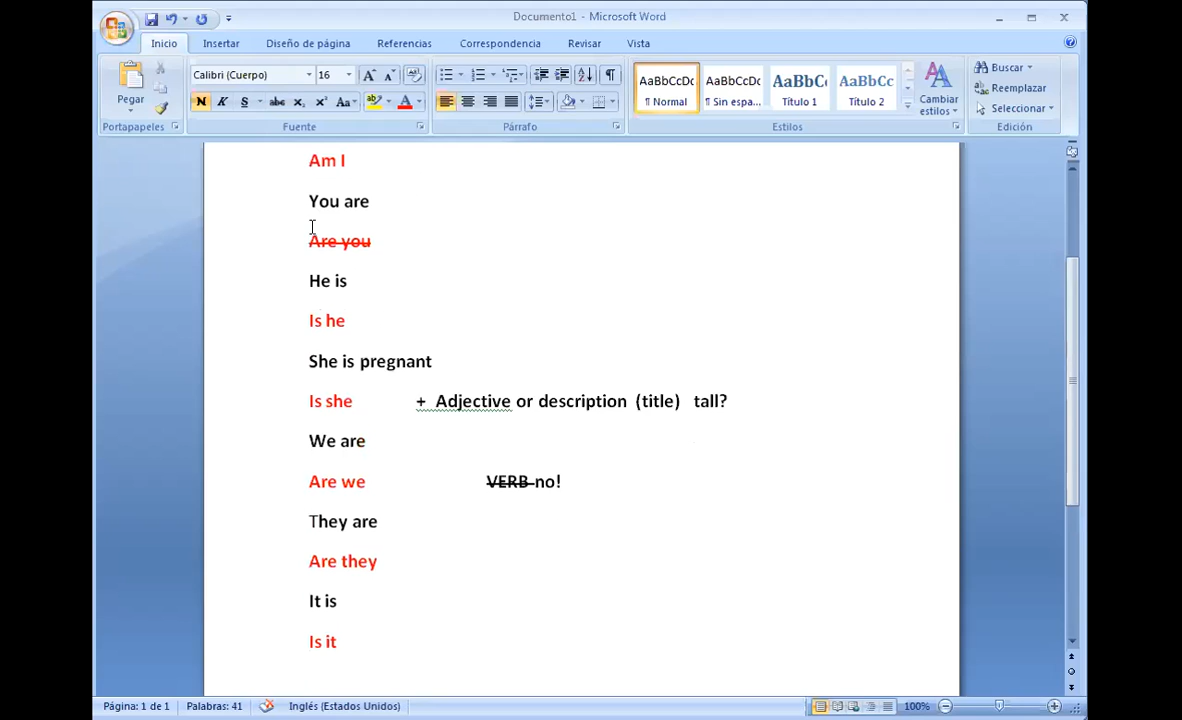 Documento1 - Microsoft Word
Inicio Insertar Diseño de página Referencias Correspondencia Revisar Vista
Pegar
Calibri (Cuerpo) 16
N K S abc x₂ x² Aa
ab A
AaBbCcDc AaBbCcDc AaBbC AaBbCc
¶ Normal ¶ Sin espa... Título 1 Título 2
Cambiar estilos
Buscar
Reemplazar
Seleccionar
Portapapeles Fuente Párrafo Estilos Edición
Am I
You are
Are you
He is
Is he
She is pregnant
Is she + Adjective or description (title) tall?
We are
Are we VERB no!
They are
Are they
It is
Is it
Página: 1 de 1 Palabras: 41 Inglés (Estados Unidos) 100%